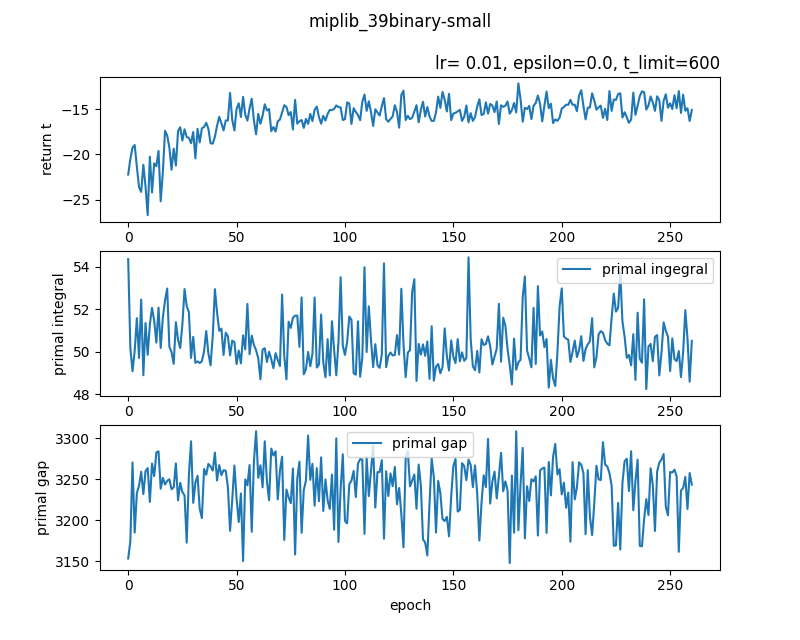 miplib_39binary-small
lr= 0.01, epsilon=0.0, t_limit=600
return t
−15
−20
−25
0 50 100 150 200 250
primal integral
54
52
50
48
primal ingegral
0 50 100 150 200 250
primal gap
3300
3250
3200
3150
primal gap
0 50 100 150 200 250
epoch